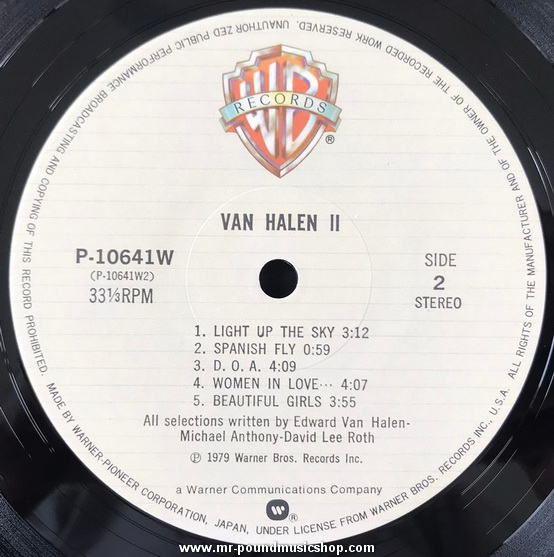 WB
RECORDS
®
VAN HALEN II
P-10641W
(P-10641W2)
33⅓RPM
SIDE
2
STEREO
1. LIGHT UP THE SKY 3:12
2. SPANISH FLY 0:59
3. D. O. A. 4:09
4. WOMEN IN LOVE··· 4:07
5. BEAUTIFUL GIRLS 3:55
All selections written by Edward Van Halen-
Michael Anthony-David Lee Roth
℗ 1979 Warner Bros. Records Inc.
a Warner Communications Company
®
MADE BY WARNER-PIONEER CORPORATION, JAPAN, UNDER LICENSE FROM WARNER BROS. RECORDS INC., U.S.A. ALL RIGHTS OF THE MANUFACTURER AND OF THE OWNER OF THE RECORDED WORK RESERVED. UNAUTHORIZED PUBLIC PERFORMANCE BROADCASTING AND COPYING OF THIS RECORD PROHIBITED.
www.mr-poundmusicshop.com